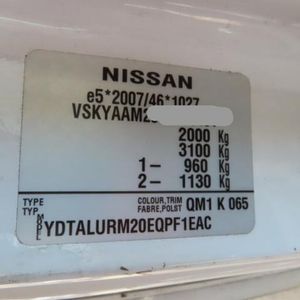 NISSAN
e5*2007/46*1027
VSKYAAM2
2000 Kg
3100 Kg
1- 960 Kg
2- 1130 Kg
TYPE COLOUR,TRIM QM1 K 065
TYP FABRE,POLST
MODEL YDTALURM20EQPF1EAC